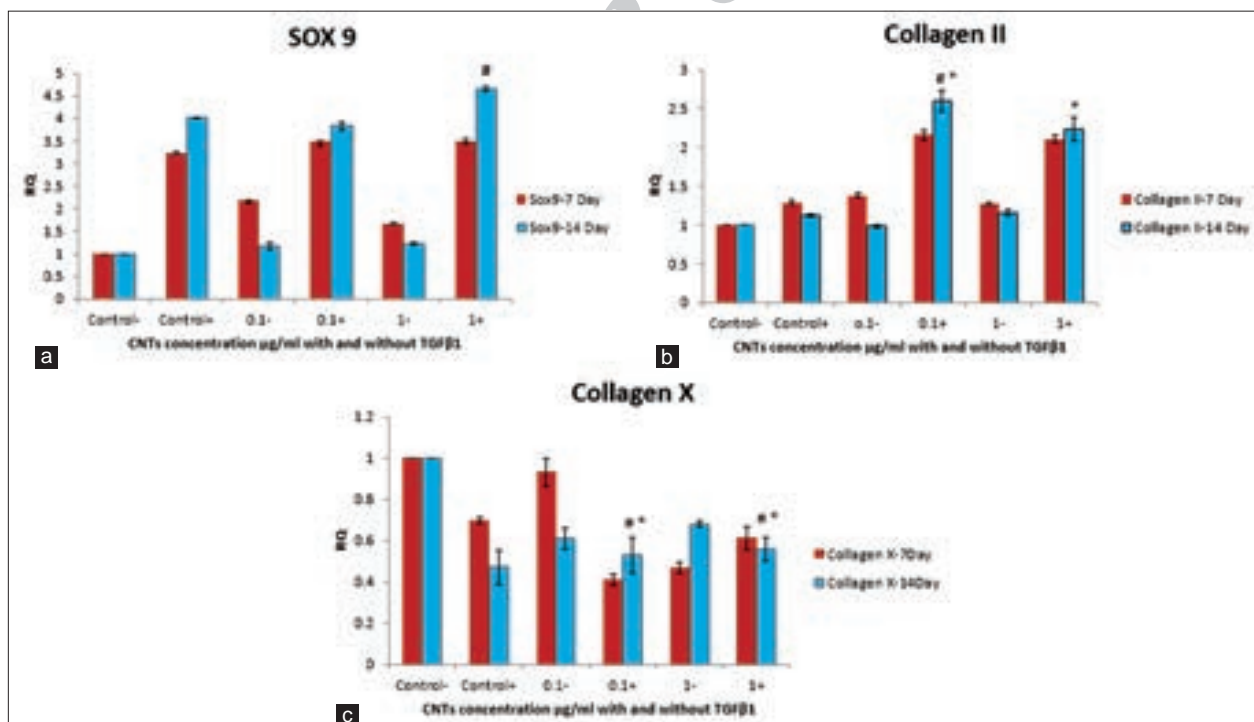 SOX 9
5
4.5
4
3.5
3
2.5
2
1.5
1
0.5
0
RQ
#
Control- Control+ 0.1- 0.1+ 1- 1+
CNTs concentration µg/ml with and without TGFβ1
Sox9-7 Day
Sox9-14 Day
a
Collagen II
3
2.5
2
1.5
1
0.5
0
RQ
# *
*
Control- Control+ o.1- 0.1+ 1- 1+
CNTs concentration µg/ml with and without TGFβ1
Collagen II-7 Day
Collagen II-14 Day
b
Collagen X
1.2
1
0.8
0.6
0.4
0.2
0
RQ
# *
# *
Control- Control+ 0.1- 0.1+ 1- 1+
CNTs concentration µg/ml with and without TGFβ1
Collagen X-7Day
Collagen X-14Day
c